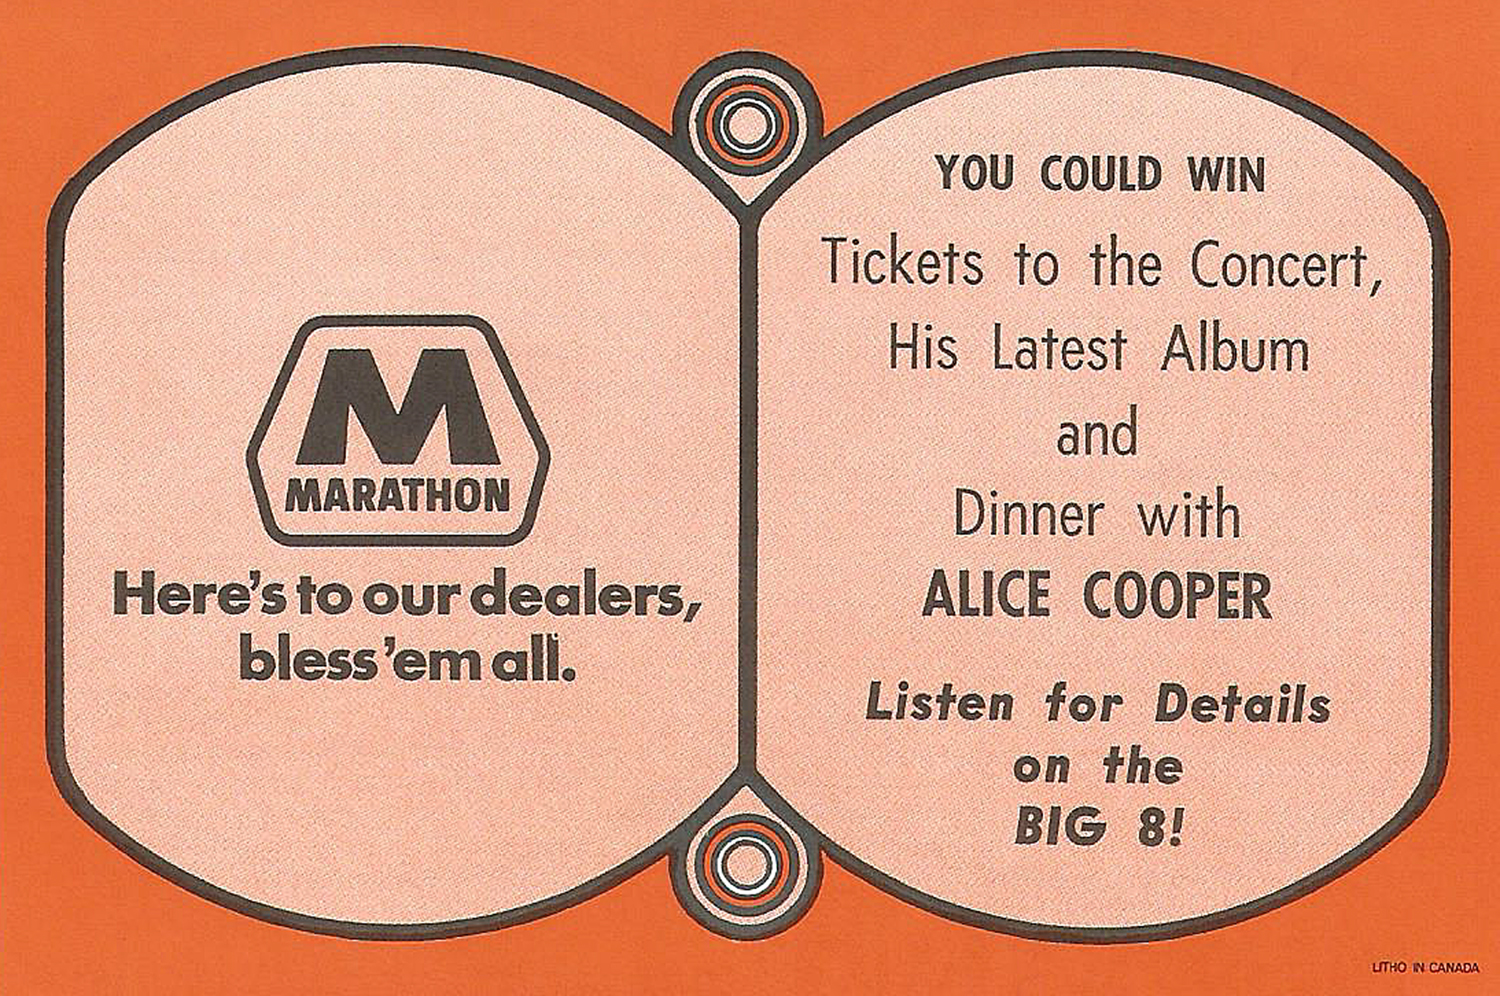 M
MARATHON
Here's to our dealers,
bless 'em all.
YOU COULD WIN
Tickets to the Concert,
His Latest Album
and
Dinner with
ALICE COOPER
Listen for Details
on the
BIG 8!
LITHO IN CANADA